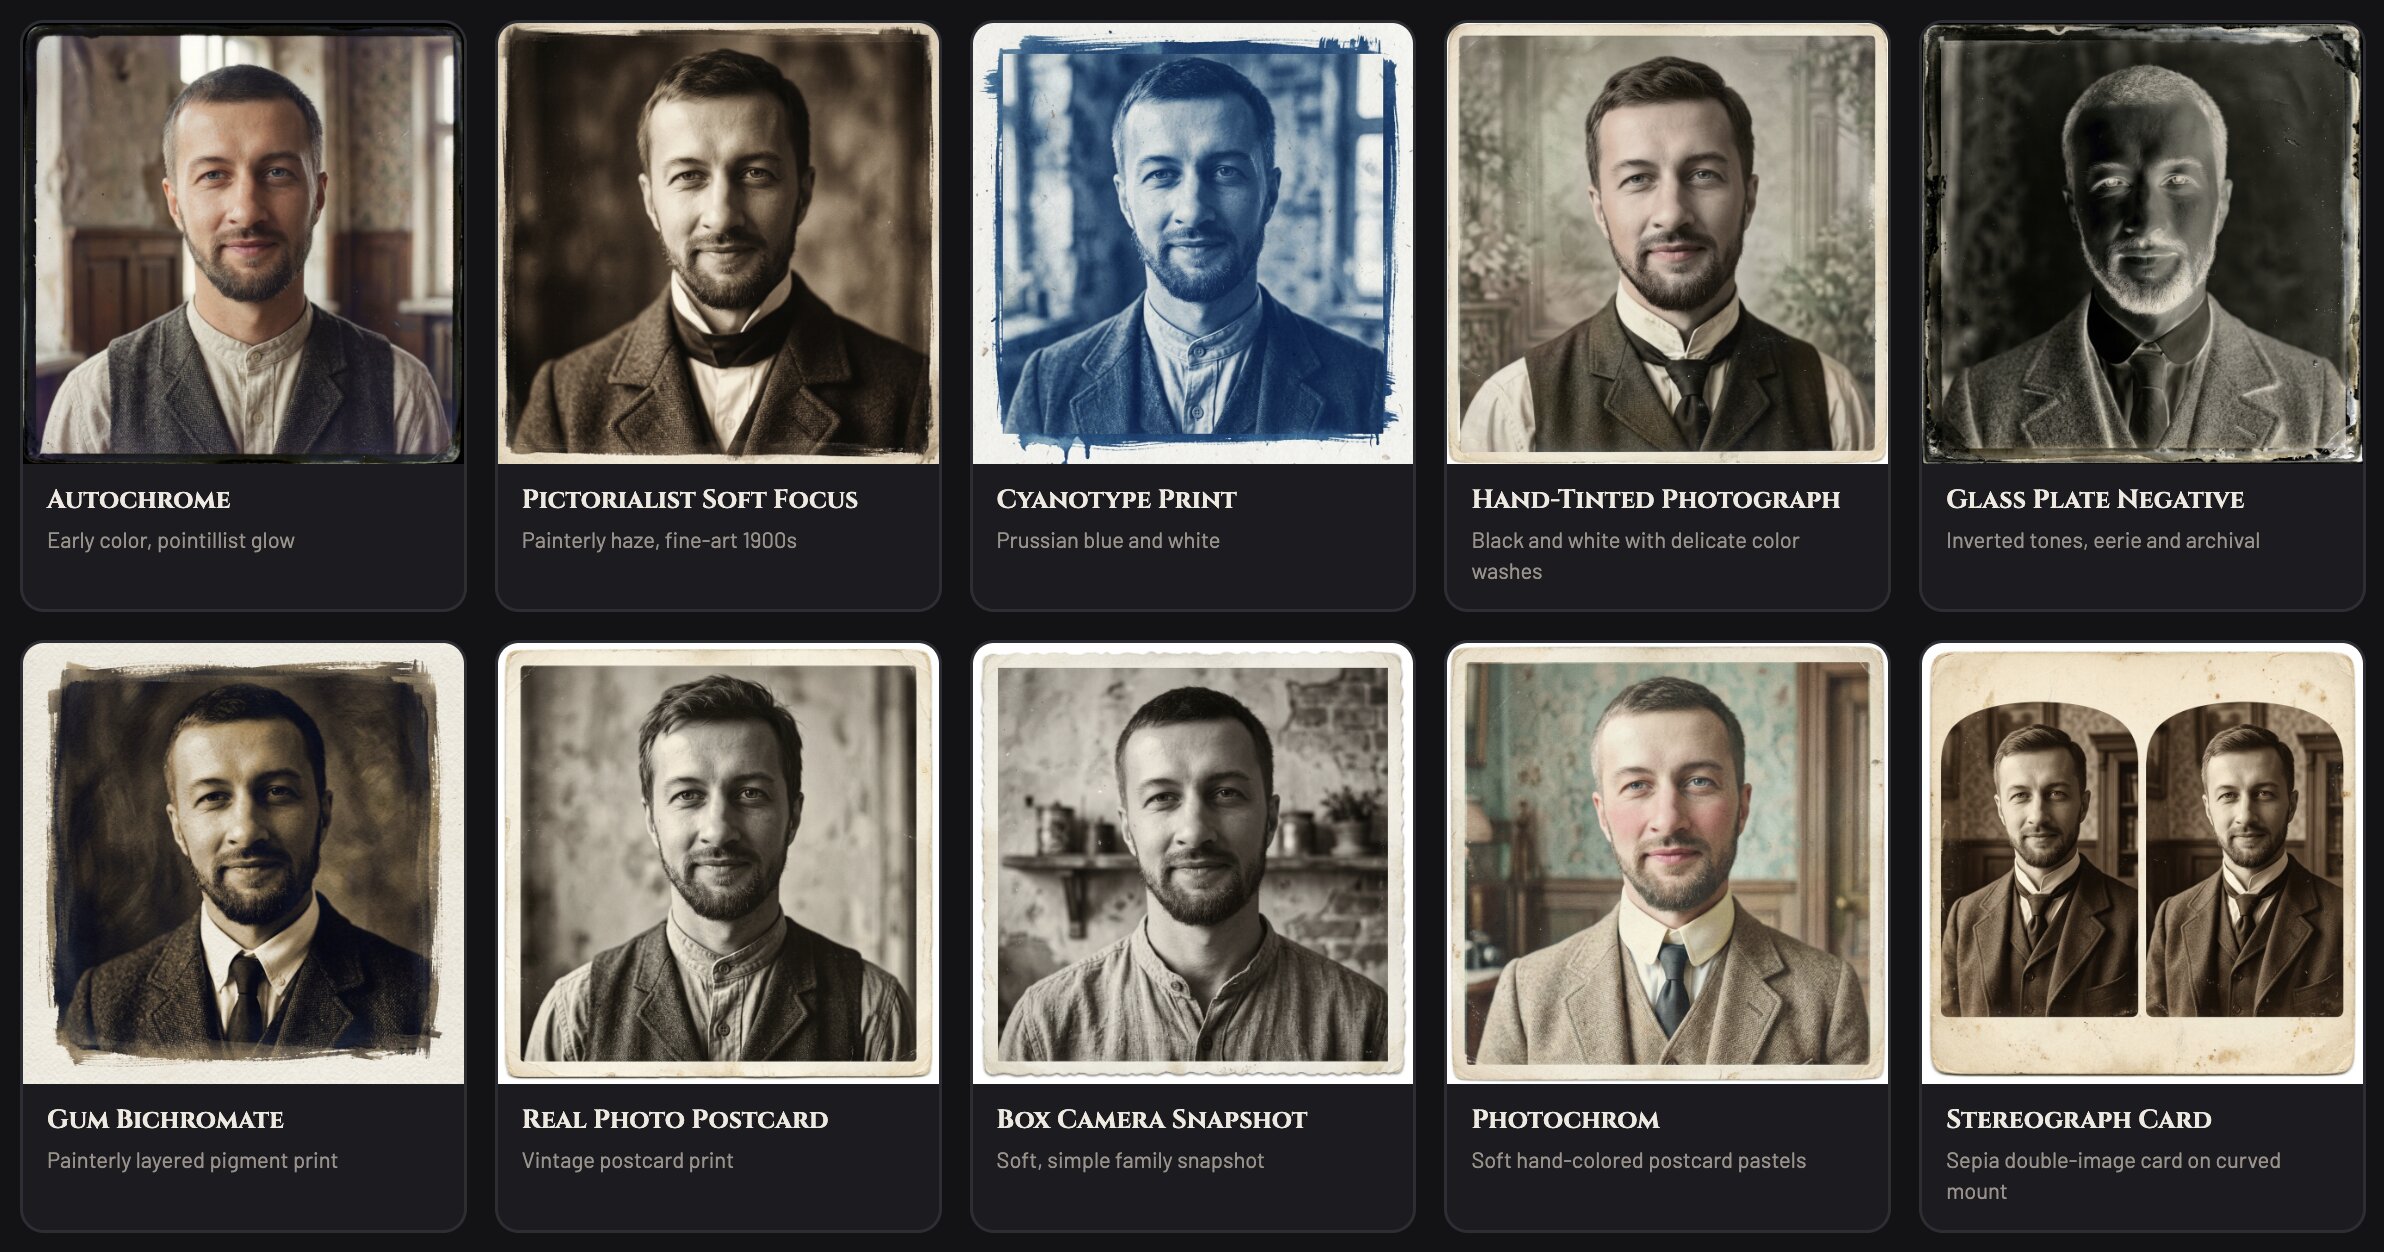 Autochrome
Early color, pointillist glow
Pictorialist Soft Focus
Painterly haze, fine-art 1900s
Cyanotype Print
Prussian blue and white
Hand-Tinted Photograph
Black and white with delicate color
washes
Glass Plate Negative
Inverted tones, eerie and archival
Gum Bichromate
Painterly layered pigment print
Real Photo Postcard
Vintage postcard print
Box Camera Snapshot
Soft, simple family snapshot
Photochrom
Soft hand-colored postcard pastels
Stereograph Card
Sepia double-image card on curved
mount